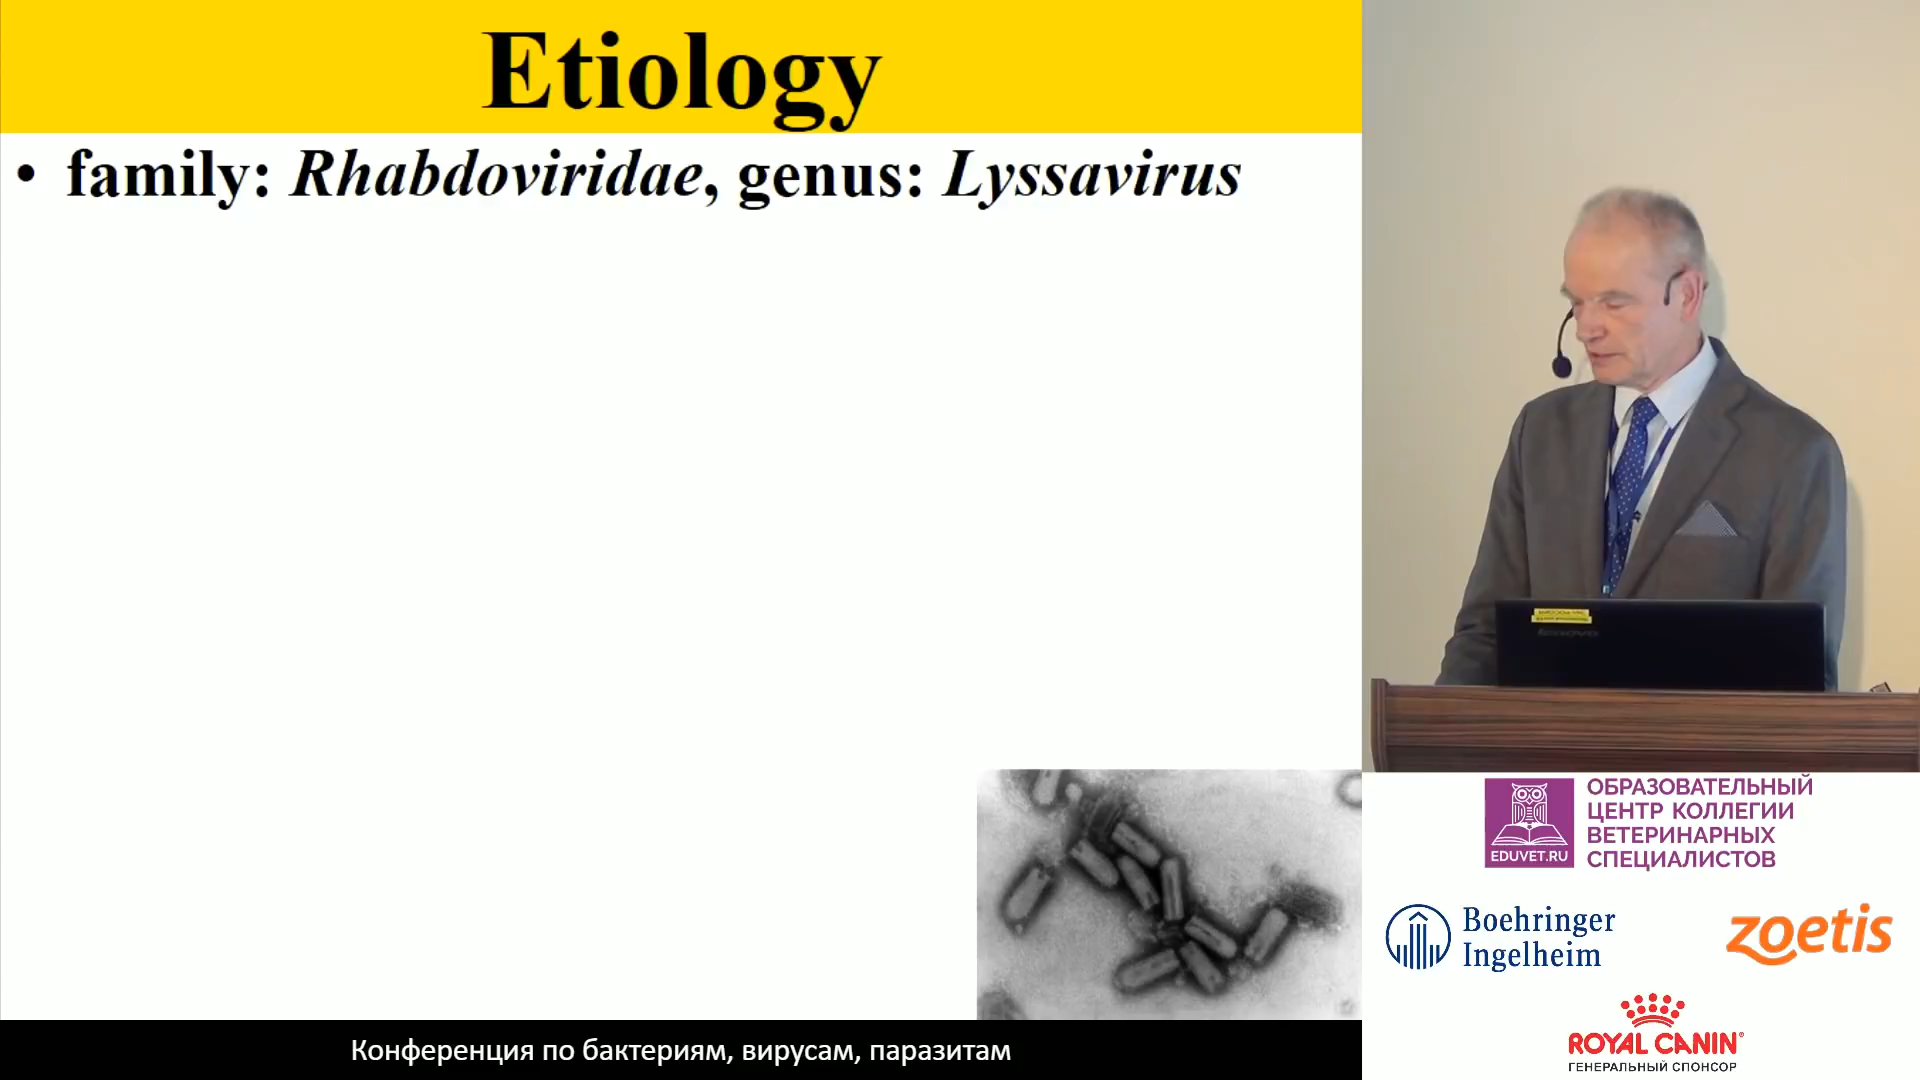 Etiology
• family: Rhabdoviridae, genus: Lyssavirus
lenovo
ОБРАЗОВАТЕЛЬНЫЙ
ЦЕНТР КОЛЛЕГИИ
ВЕТЕРИНАРНЫХ
СПЕЦИАЛИСТОВ
EDUVET.RU
Boehringer
Ingelheim
zoetis
ROYAL CANIN®
ГЕНЕРАЛЬНЫЙ СПОНСОР
Конференция по бактериям, вирусам, паразитам